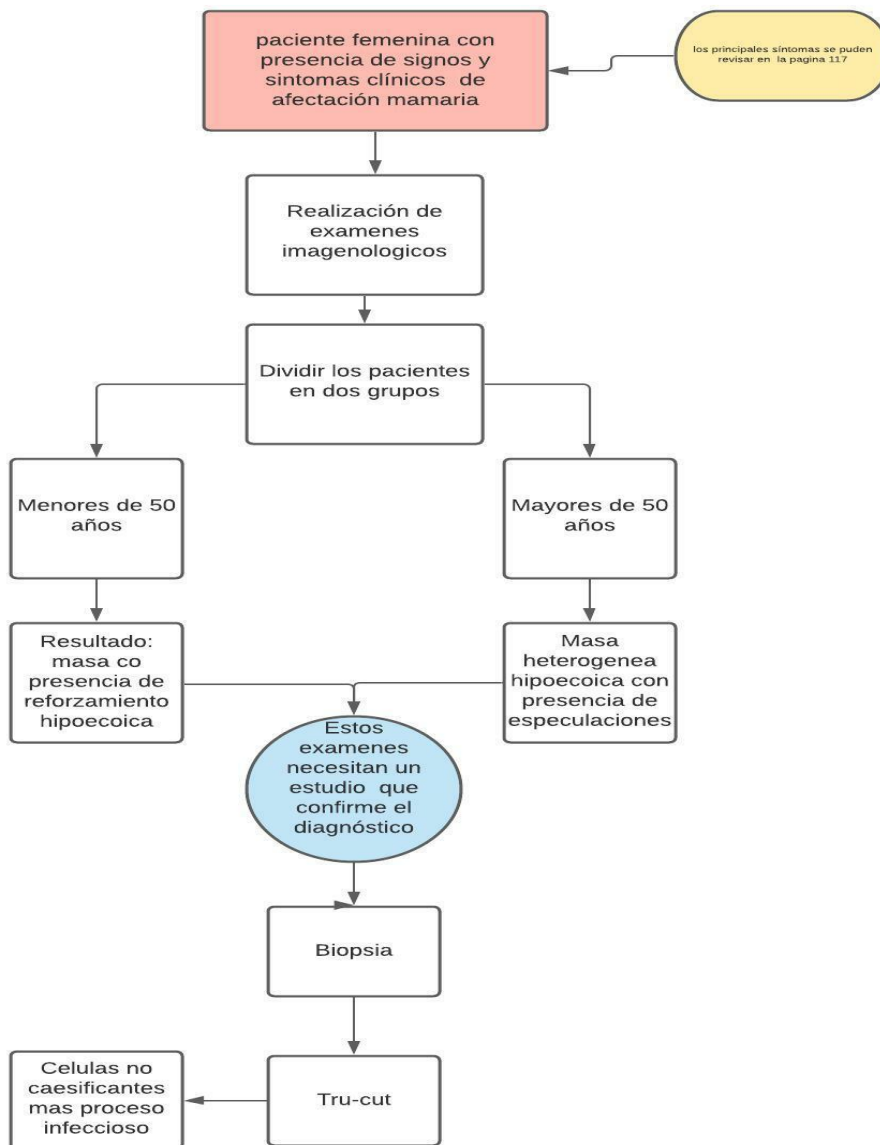 paciente femenina con
presencia de signos y
sintomas clínicos de
afectación mamaria
los principales síntomas se puden
revisar en la pagina 117
Realización de
examenes
imagenologicos
Dividir los pacientes
en dos grupos
Menores de 50
años
Mayores de 50
años
Resultado:
masa co
presencia de
reforzamiento
hipoecoica
Masa
heterogenea
hipoecoica con
presencia de
especulaciones
Estos
examenes
necesitan un
estudio que
confirme el
diagnóstico
Biopsia
Tru-cut
Celulas no
caesificantes
mas proceso
infeccioso